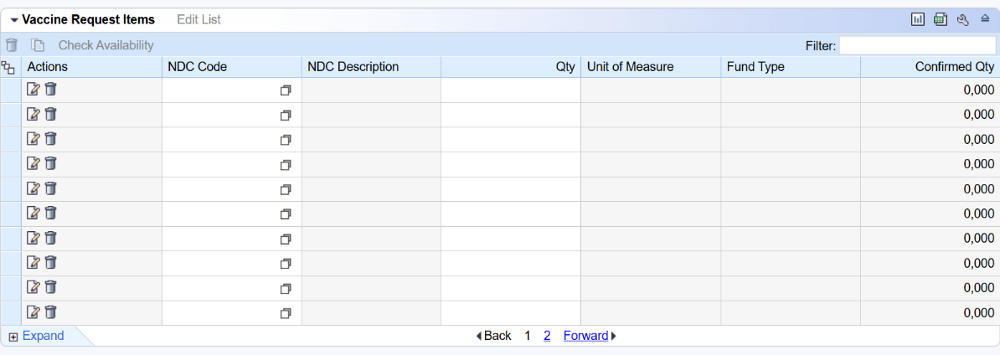 Vaccine Request Items Edit List
Check Availability Filter:
Actions NDC Code NDC Description Qty Unit of Measure Fund Type Confirmed Qty
0,000
0,000
0,000
0,000
0,000
0,000
0,000
0,000
0,000
0,000
Expand Back 1 2 Forward